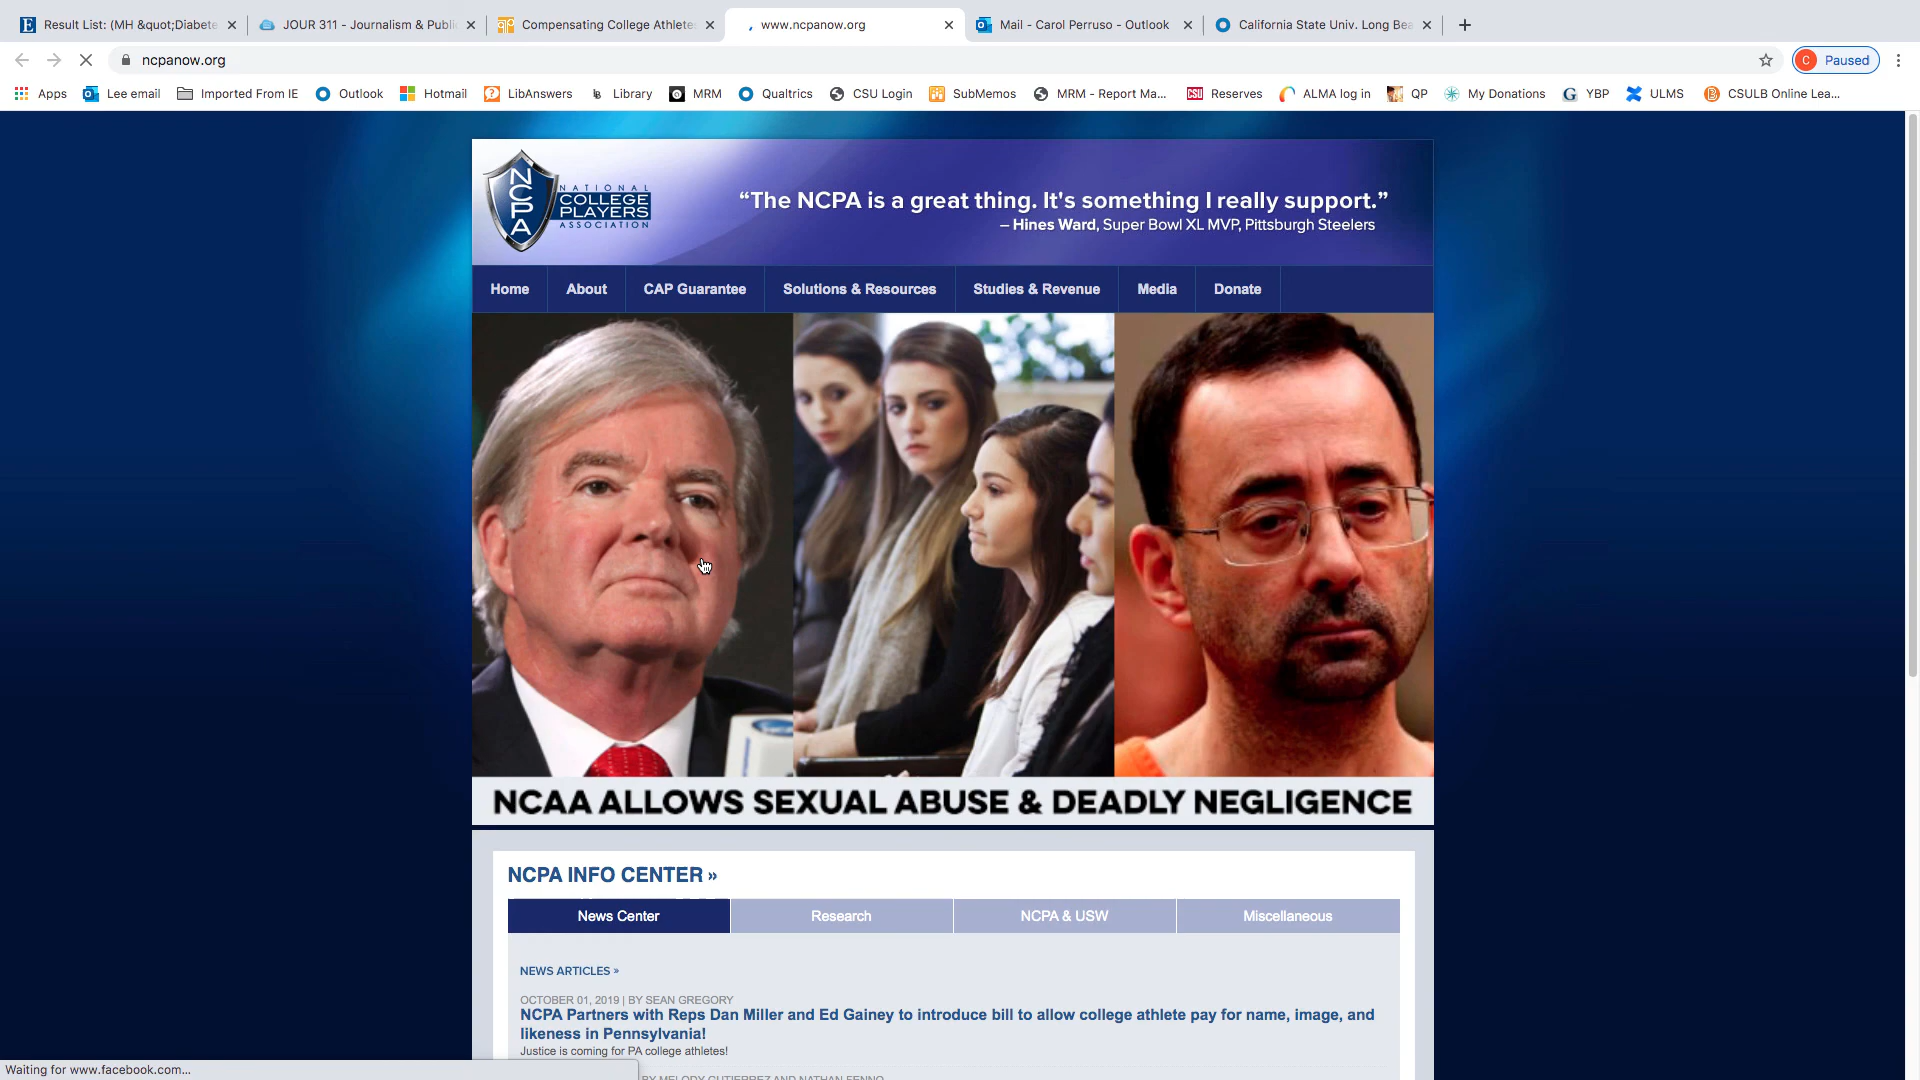 Result List: (MH &quot;Diabete
JOUR 311 - Journalism & Public
Compensating College Athlete
www.ncpanow.org
Mail - Carol Perruso - Outlook
California State Univ. Long Bea
ncpanow.org
C Paused
Apps
Lee email
Imported From IE
Outlook
Hotmail
LibAnswers
Library
MRM
Qualtrics
CSU Login
SubMemos
MRM - Report Ma...
Reserves
ALMA log in
QP
My Donations
YBP
ULMS
CSULB Online Lea...
NCPA
NATIONAL
COLLEGE
PLAYERS
ASSOCIATION
“The NCPA is a great thing. It's something I really support.”
– Hines Ward, Super Bowl XL MVP, Pittsburgh Steelers
Home
About
CAP Guarantee
Solutions & Resources
Studies & Revenue
Media
Donate
NCAA ALLOWS SEXUAL ABUSE & DEADLY NEGLIGENCE
NCPA INFO CENTER »
News Center
Research
NCPA & USW
Miscellaneous
NEWS ARTICLES »
OCTOBER 01, 2019 | BY SEAN GREGORY
NCPA Partners with Reps Dan Miller and Ed Gainey to introduce bill to allow college athlete pay for name, image, and
likeness in Pennsylvania!
Justice is coming for PA college athletes!
BY MELODY GUTIERREZ AND NATHAN FENNO
Waiting for www.facebook.com...